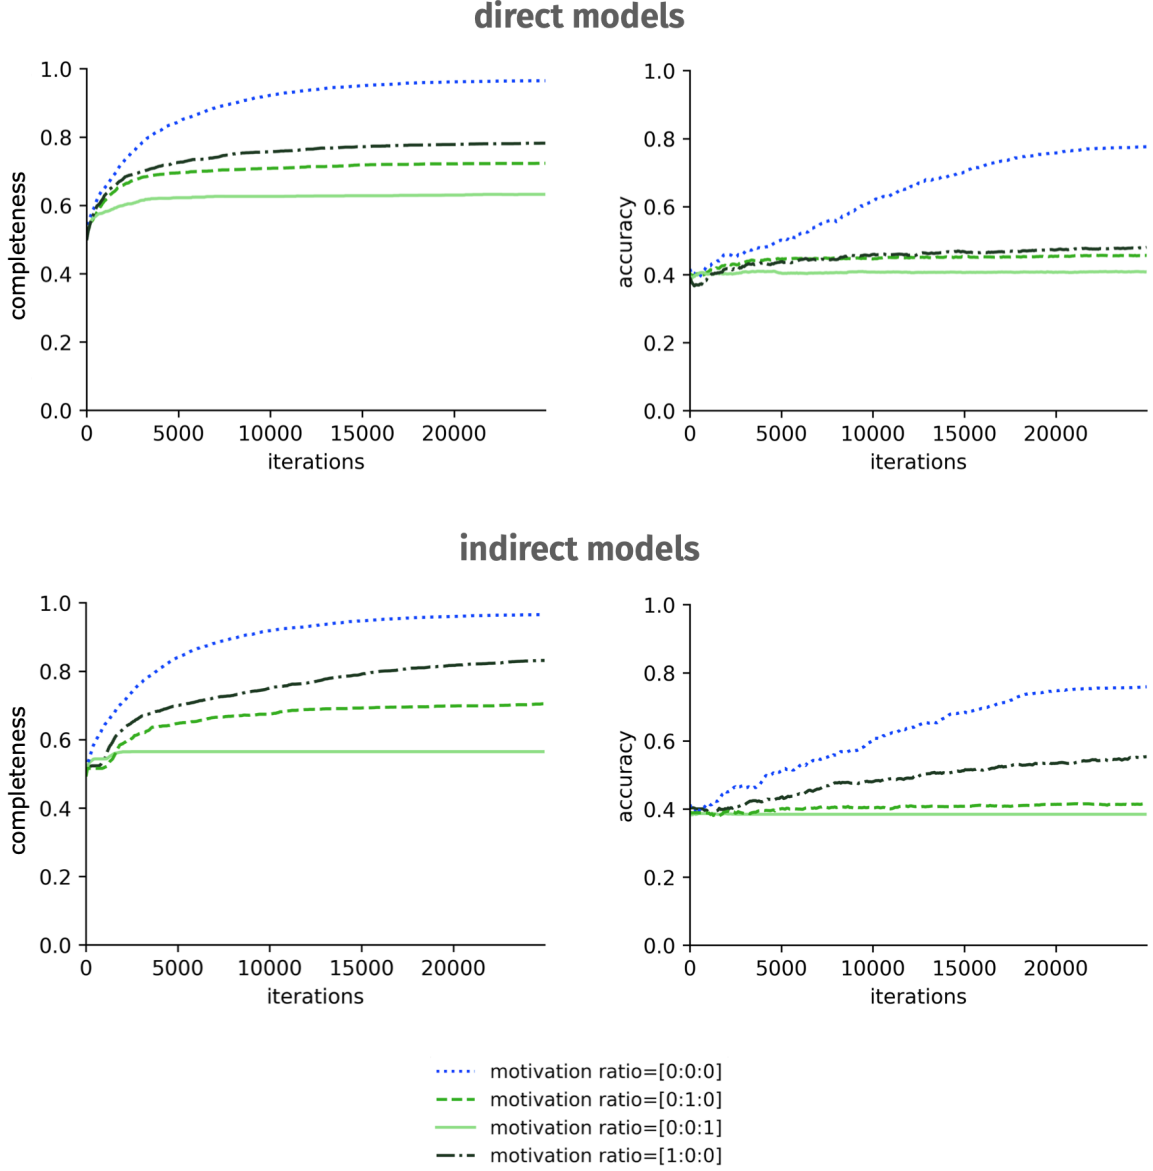 direct models
1.0
0.8
0.6
0.4
0.2
0.0
completeness
0 5000 10000 15000 20000
iterations
1.0
0.8
0.6
0.4
0.2
0.0
accuracy
0 5000 10000 15000 20000
iterations
indirect models
1.0
0.8
0.6
0.4
0.2
0.0
completeness
0 5000 10000 15000 20000
iterations
1.0
0.8
0.6
0.4
0.2
0.0
accuracy
0 5000 10000 15000 20000
iterations
motivation ratio=[0:0:0]
motivation ratio=[0:1:0]
motivation ratio=[0:0:1]
motivation ratio=[1:0:0]